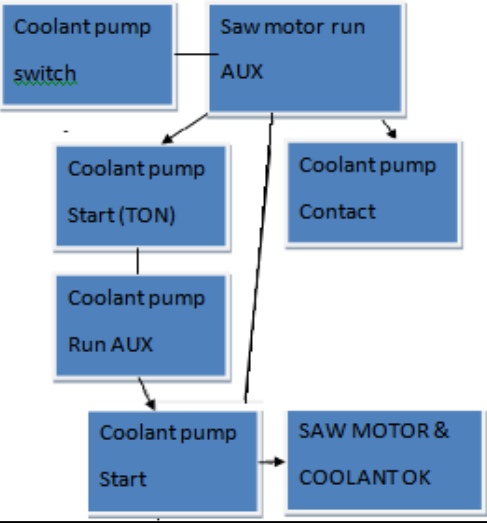 Coolant pump
switch
Saw motor run
AUX
Coolant pump
Start (TON)
Coolant pump
Contact
Coolant pump
Run AUX
Coolant pump
Start
SAW MOTOR &
COOLANT OK